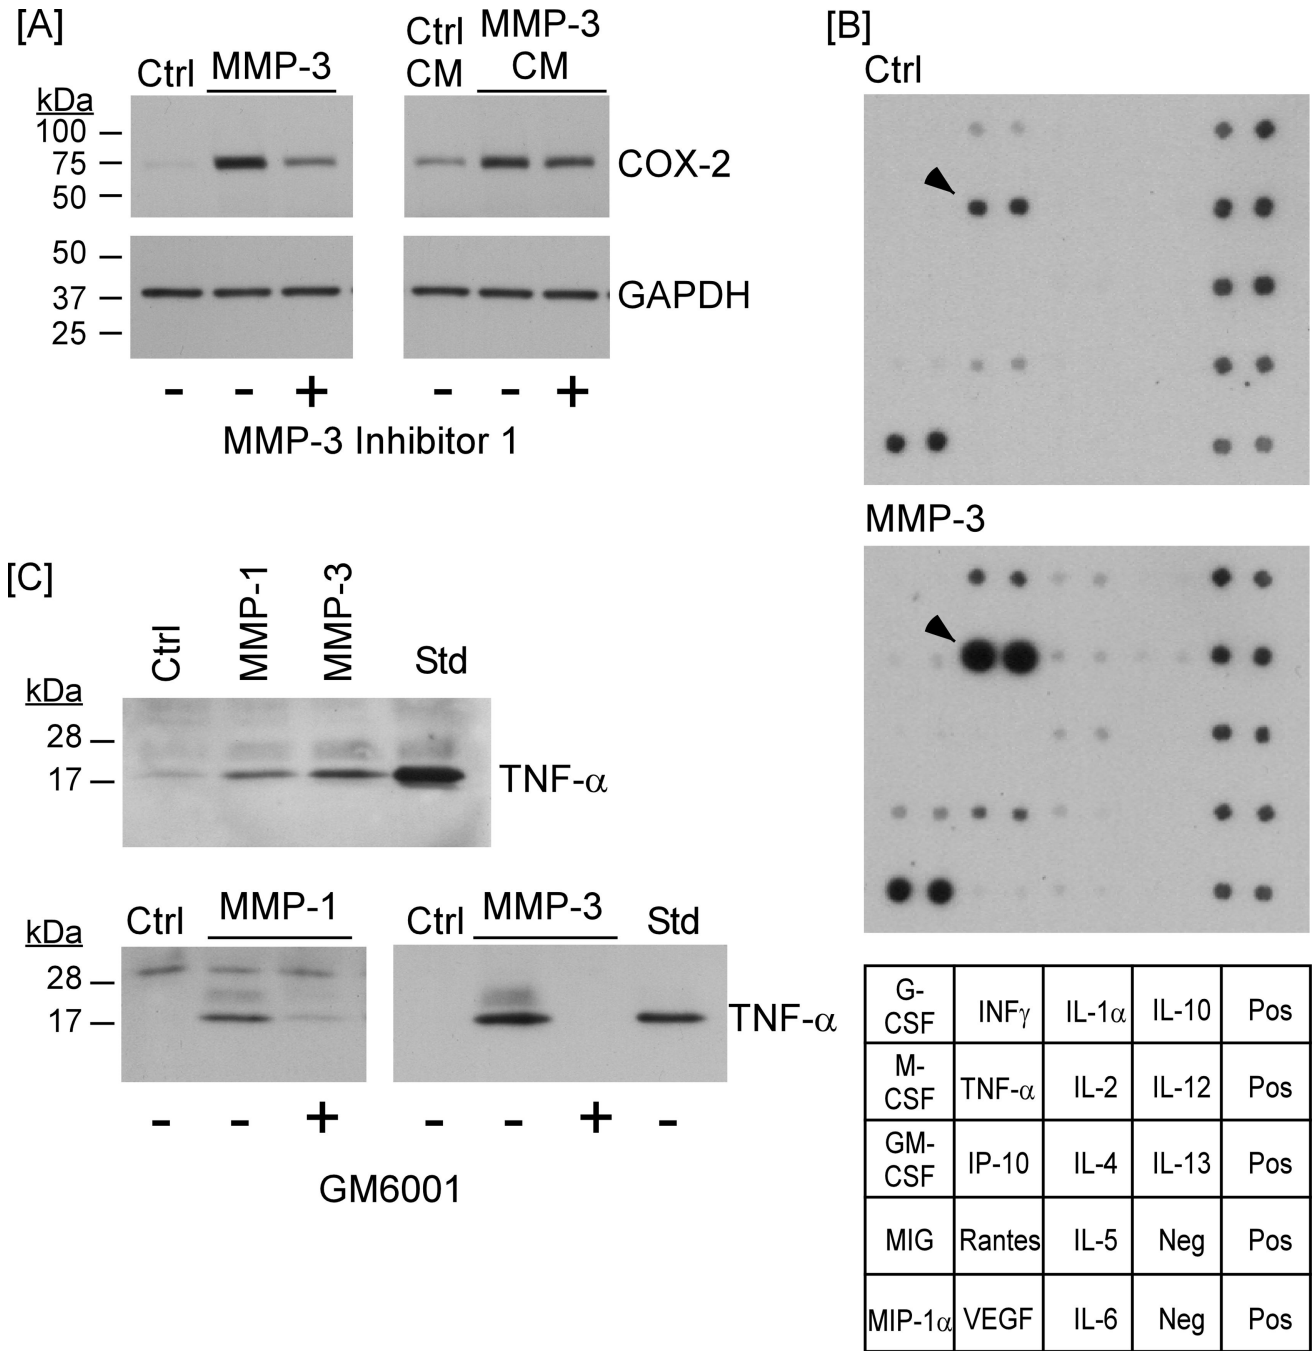 [A]
Ctrl MMP-3
Ctrl CM MMP-3 CM
kDa
100
75
50
COX-2
50
37
25
GAPDH
- - + - - +
MMP-3 Inhibitor 1
[B]
Ctrl
MMP-3
G-CSF INFγ IL-1α IL-10 Pos
M-CSF TNF-α IL-2 IL-12 Pos
GM-CSF IP-10 IL-4 IL-13 Pos
MIG Rantes IL-5 Neg Pos
MIP-1α VEGF IL-6 Neg Pos
[C]
Ctrl MMP-1 MMP-3 Std
kDa
28
17
TNF-α
Ctrl MMP-1 Ctrl MMP-3 Std
kDa
28
17
TNF-α
- - + - - + -
GM6001